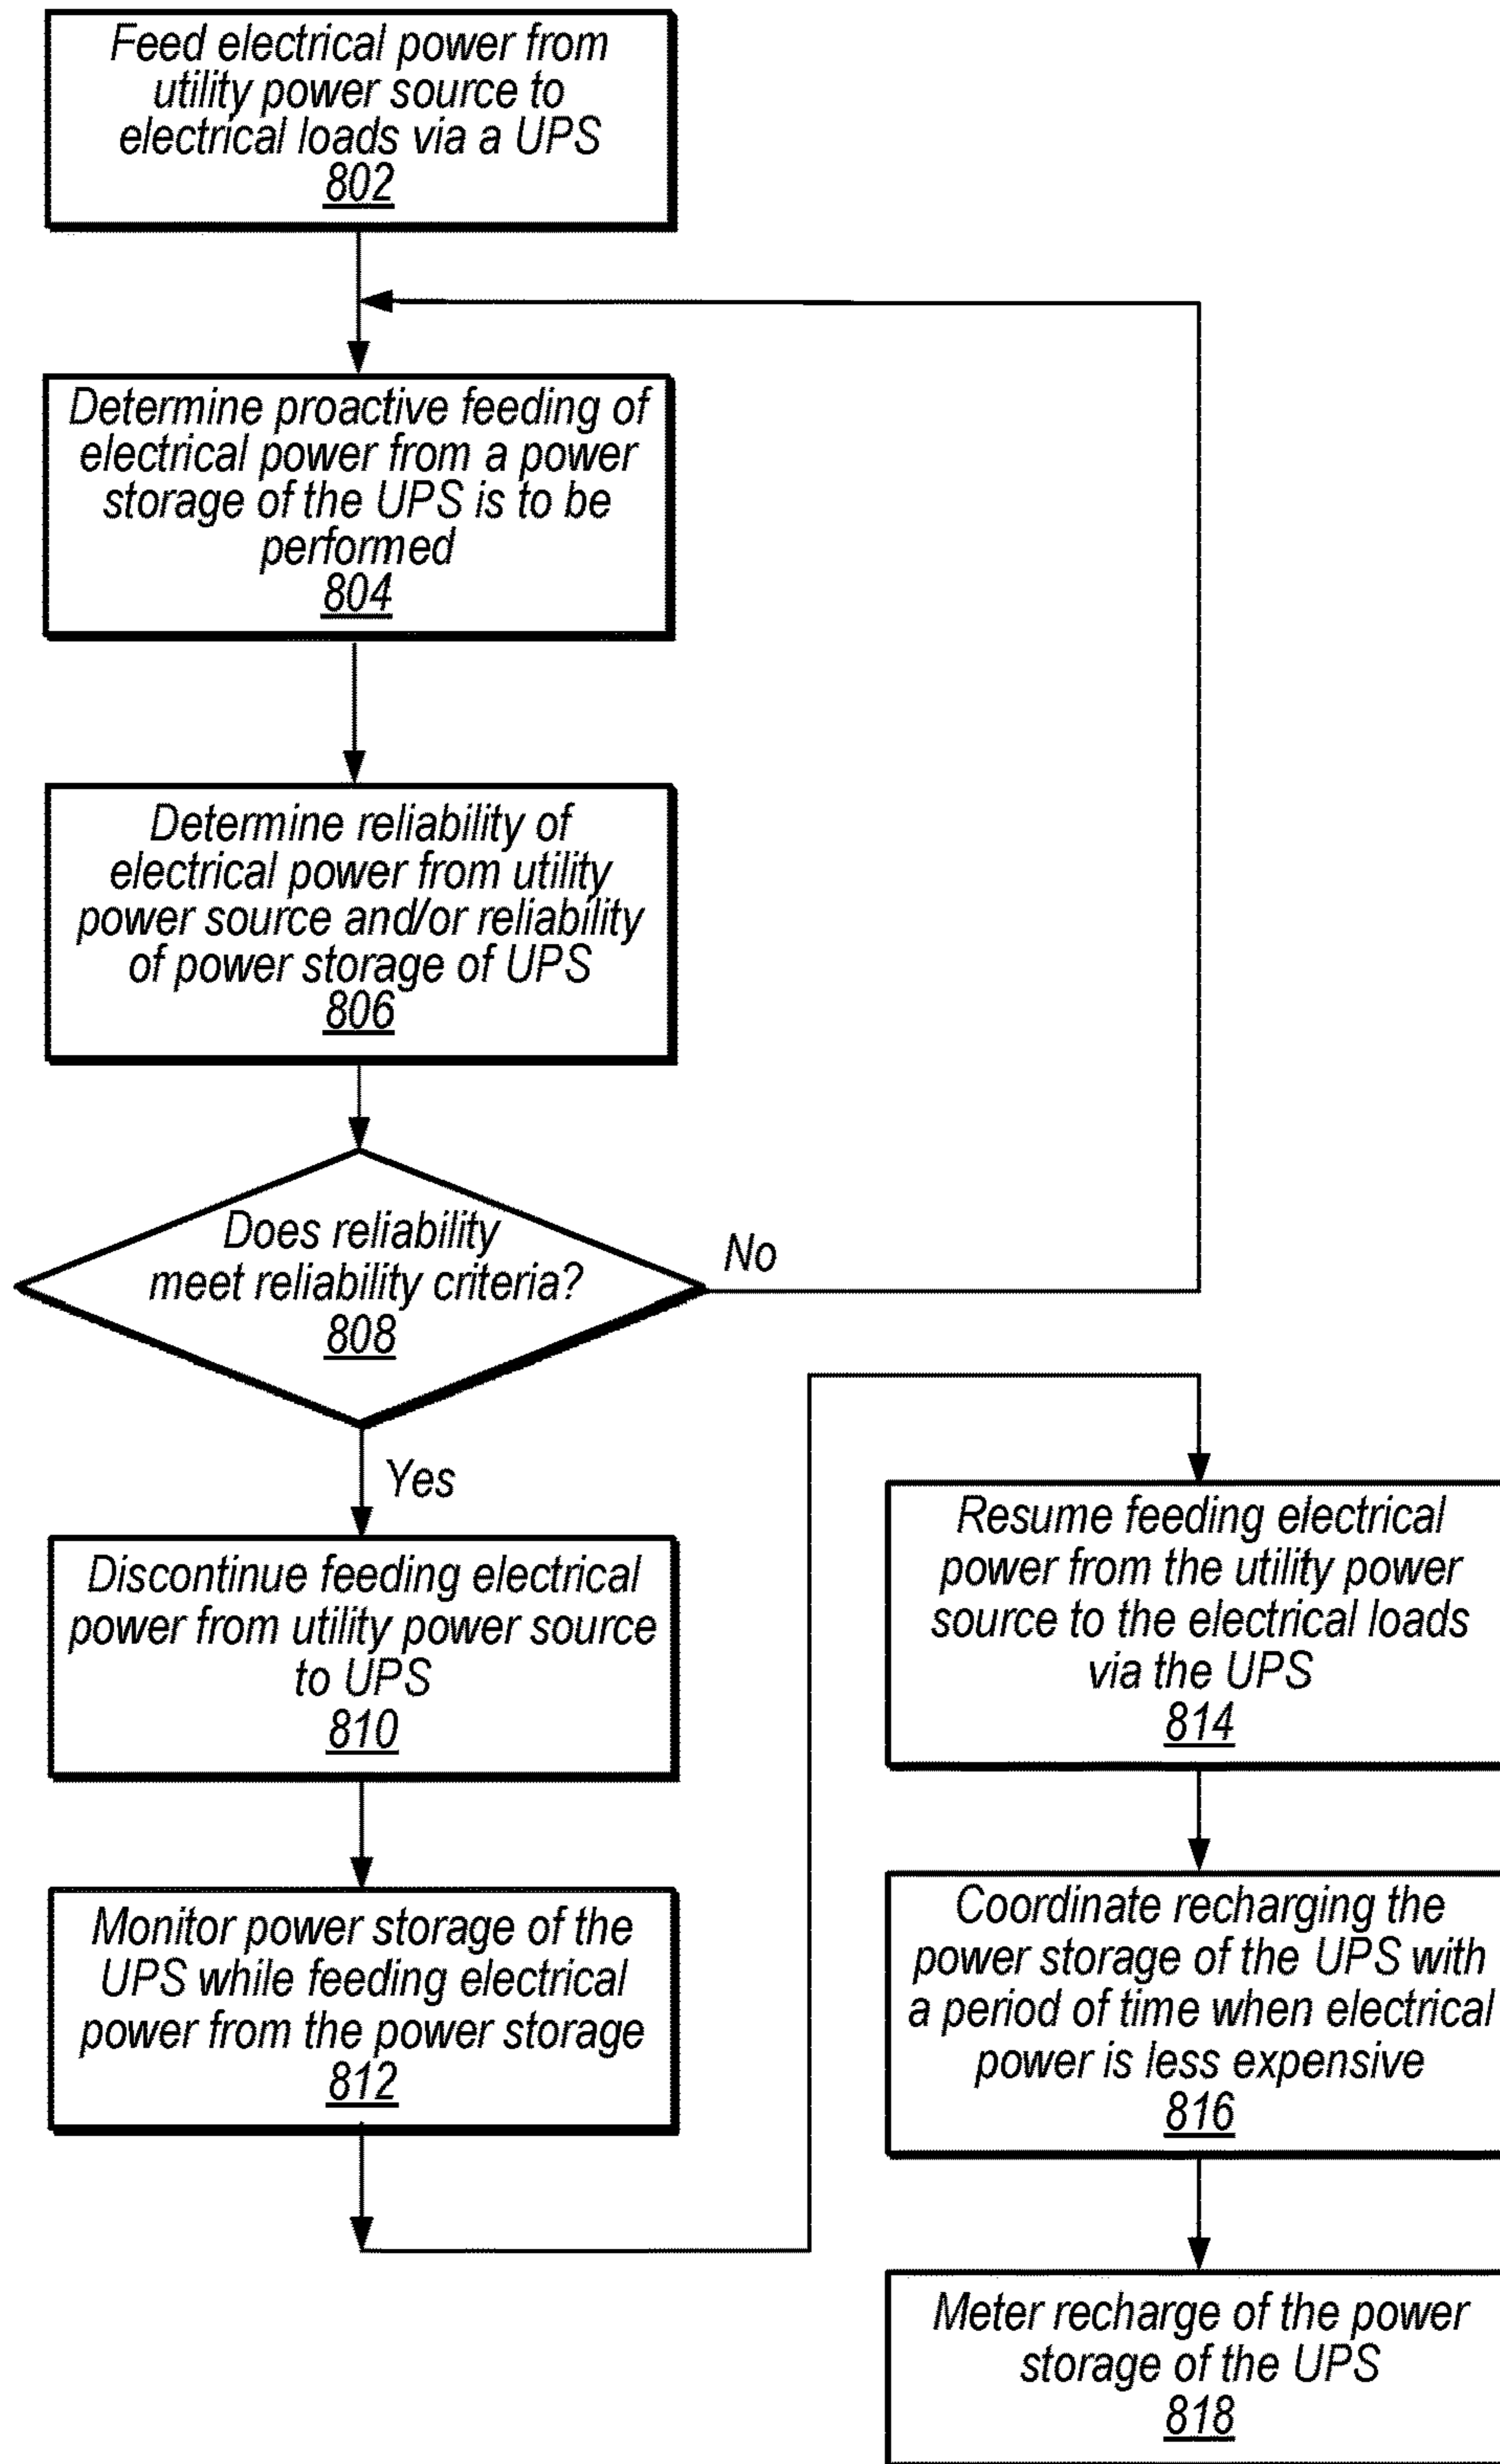 Feed electrical power from
utility power source to
electrical loads via a UPS
802
Determine proactive feeding of
electrical power from a power
storage of the UPS is to be
performed
804
Determine reliability of
electrical power from utility
power source and/or reliability
of power storage of UPS
806
Does reliability
meet reliability criteria?
808
No
Yes
Discontinue feeding electrical
power from utility power source
to UPS
810
Monitor power storage of the
UPS while feeding electrical
power from the power storage
812
Resume feeding electrical
power from the utility power
source to the electrical loads
via the UPS
814
Coordinate recharging the
power storage of the UPS with
a period of time when electrical
power is less expensive
816
Meter recharge of the power
storage of the UPS
818